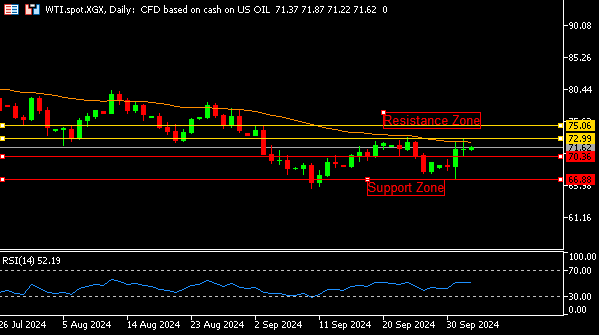 WTI.spot.XGX, Daily: CFD based on cash on US OIL 71.37 71.87 71.22 71.62 0
90.08
85.26
80.44
Resistance Zone
75.06
72.99
71.62
70.36
Support Zone
66.88
61.16
RSI(14) 52.19
100.00
70.00
30.00
0.00
26 Jul 2024
5 Aug 2024
14 Aug 2024
23 Aug 2024
2 Sep 2024
11 Sep 2024
20 Sep 2024
30 Sep 2024